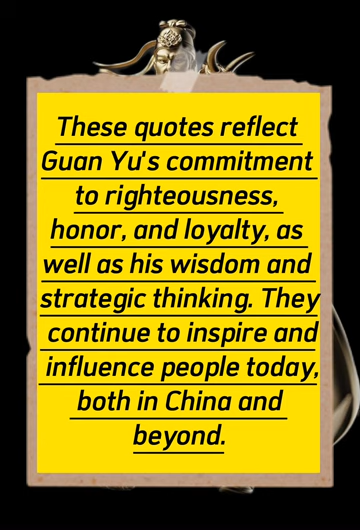 These quotes reflect
Guan Yu's commitment
to righteousness,
honor, and loyalty, as
well as his wisdom and
strategic thinking. They
continue to inspire and
influence people today,
both in China and
beyond.